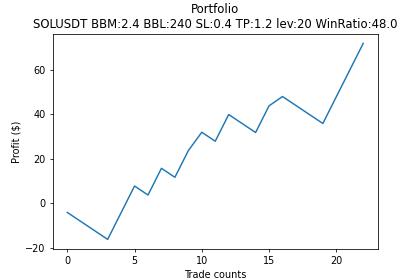 Portfolio
SOLUSDT BBM:2.4 BBL:240 SL:0.4 TP:1.2 lev:20 WinRatio:48.0
60
40
20
0
−20
Profit ($)
0 5 10 15 20
Trade counts